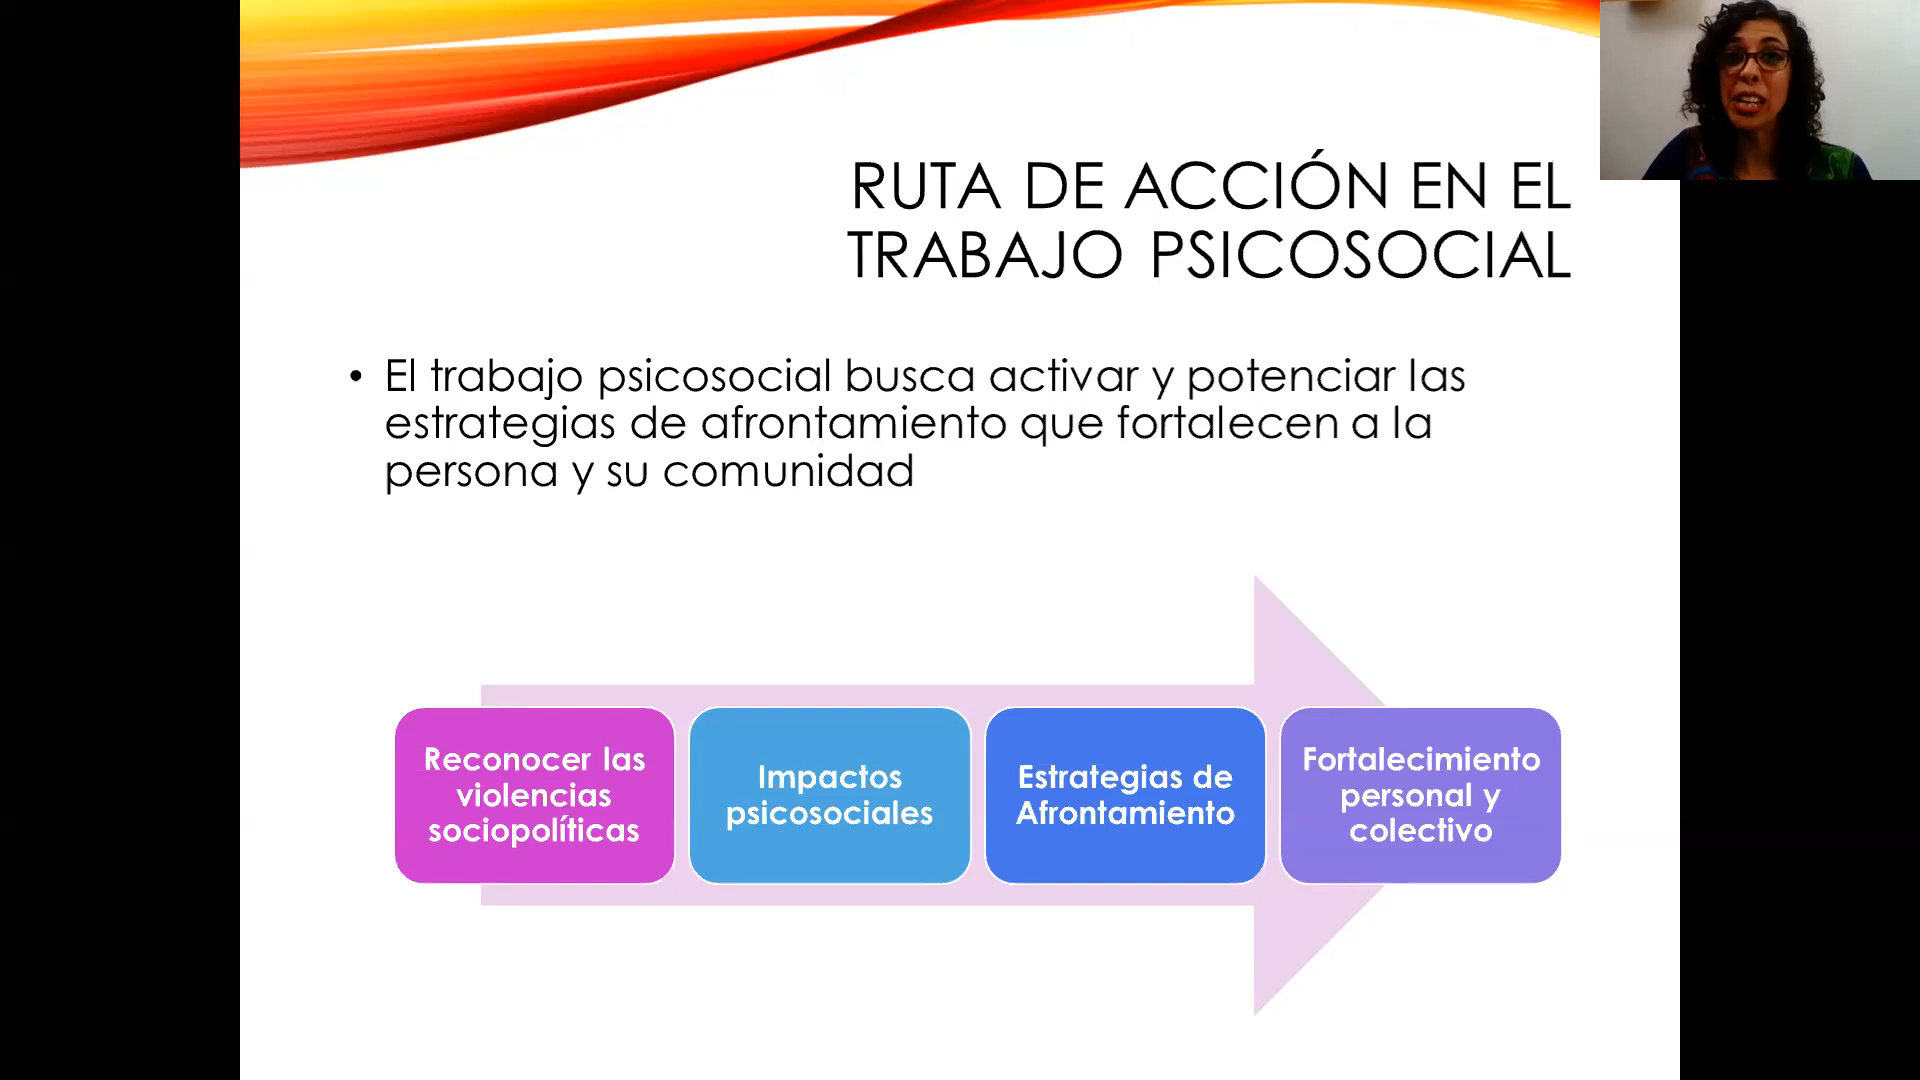 RUTA DE ACCIÓN EN EL
TRABAJO PSICOSOCIAL
• El trabajo psicosocial busca activar y potenciar las
estrategias de afrontamiento que fortalecen a la
persona y su comunidad
Reconocer las
violencias
sociopolíticas
Impactos
psicosociales
Estrategias de
Afrontamiento
Fortalecimiento
personal y
colectivo